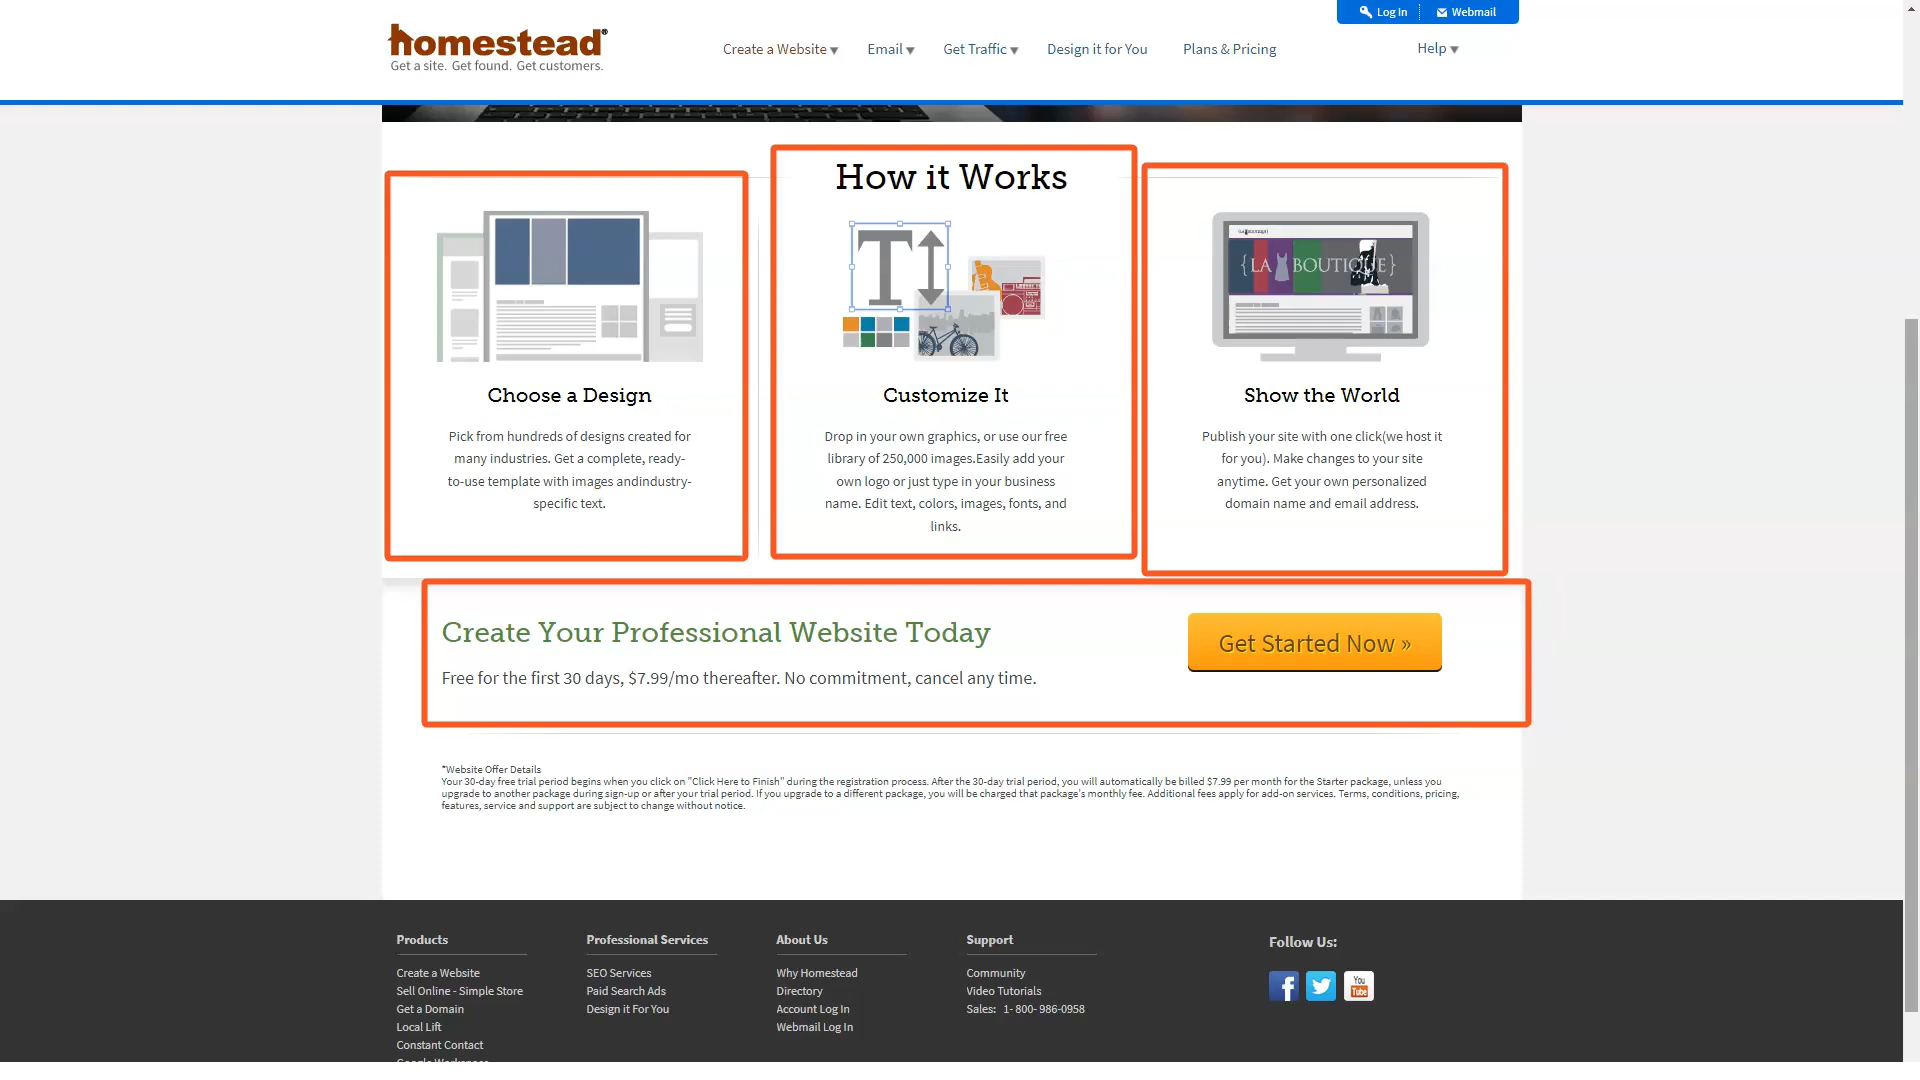 Log In
Webmail
homestead®
Get a site. Get found. Get customers.
Create a Website
Email
Get Traffic
Design it for You
Plans & Pricing
Help
How it Works
T
{LA BOUTIQUE}
Choose a Design
Pick from hundreds of designs created for
many industries. Get a complete, ready-
to-use template with images andindustry-
specific text.
Customize It
Drop in your own graphics, or use our free
library of 250,000 images.Easily add your
own logo or just type in your business
name. Edit text, colors, images, fonts, and
links.
Show the World
Publish your site with one click(we host it
for you). Make changes to your site
anytime. Get your own personalized
domain name and email address.
Create Your Professional Website Today
Free for the first 30 days, $7.99/mo thereafter. No commitment, cancel any time.
Get Started Now »
*Website Offer Details
Your 30-day free trial period begins when you click on "Click Here to Finish" during the registration process. After the 30-day trial period, you will automatically be billed $7.99 per month for the Starter package, unless you
upgrade to another package during sign-up or after your trial period. If you upgrade to a different package, you will be charged that package's monthly fee. Additional fees apply for add-on services. Terms, conditions, pricing,
features, service and support are subject to change without notice.
Products
Create a Website
Sell Online - Simple Store
Get a Domain
Local Lift
Constant Contact
Professional Services
SEO Services
Paid Search Ads
Design it For You
About Us
Why Homestead
Directory
Account Log In
Webmail Log In
Support
Community
Video Tutorials
Sales: 1- 800- 986-0958
Follow Us:
You
Tube